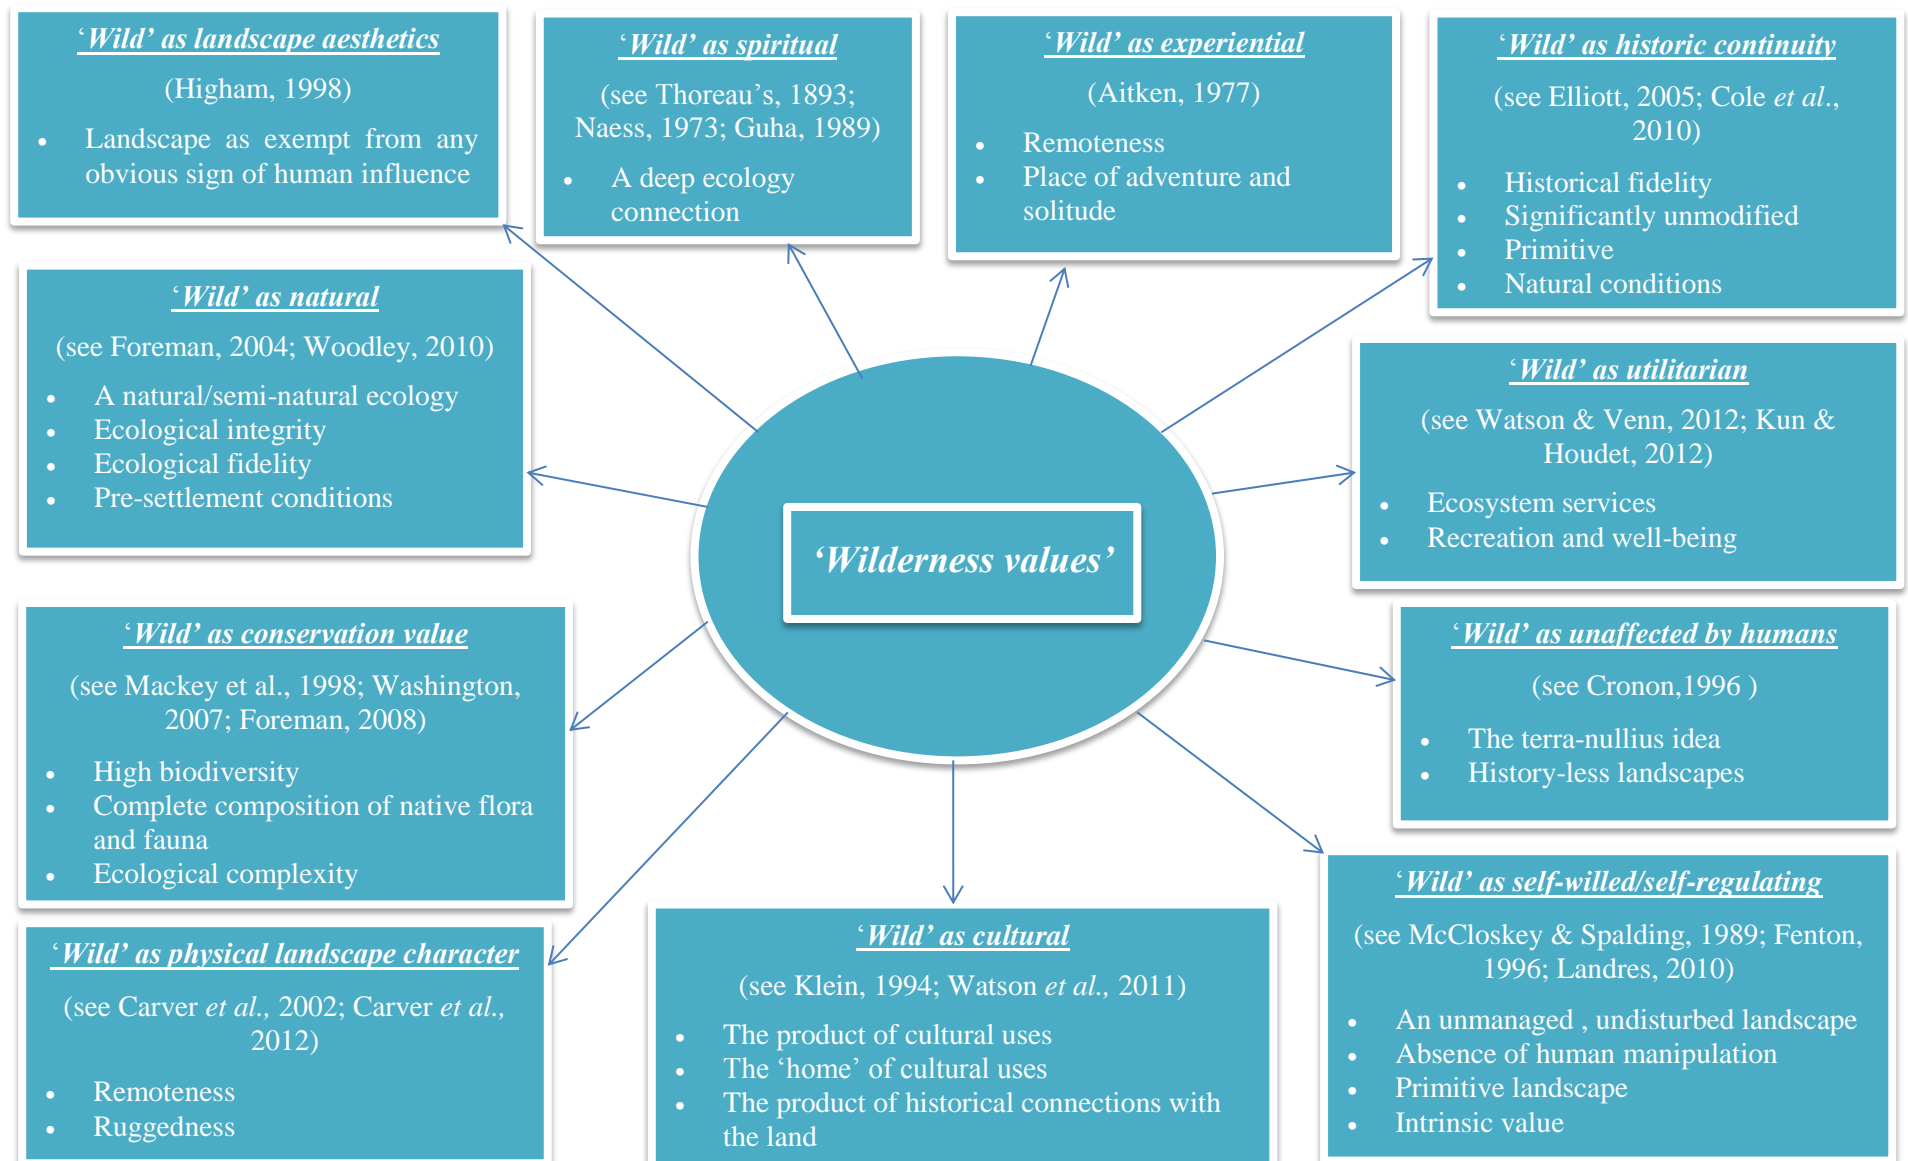 ‘Wild’ as landscape aesthetics
(Higham, 1998)
• Landscape as exempt from any
obvious sign of human influence
‘Wild’ as spiritual
(see Thoreau’s, 1893;
Naess, 1973; Guha, 1989)
• A deep ecology
connection
‘Wild’ as experiential
(Aitken, 1977)
• Remoteness
• Place of adventure and
solitude
‘Wild’ as historic continuity
(see Elliott, 2005; Cole et al.,
2010)
• Historical fidelity
• Significantly unmodified
• Primitive
• Natural conditions
‘Wild’ as natural
(see Foreman, 2004; Woodley, 2010)
• A natural/semi-natural ecology
• Ecological integrity
• Ecological fidelity
• Pre-settlement conditions
‘Wild’ as utilitarian
(see Watson & Venn, 2012; Kun &
Houdet, 2012)
• Ecosystem services
• Recreation and well-being
‘Wilderness values’
‘Wild’ as conservation value
(see Mackey et al., 1998; Washington,
2007; Foreman, 2008)
• High biodiversity
• Complete composition of native flora
and fauna
• Ecological complexity
‘Wild’ as unaffected by humans
(see Cronon,1996 )
• The terra-nullius idea
• History-less landscapes
‘Wild’ as physical landscape character
(see Carver et al., 2002; Carver et al.,
2012)
• Remoteness
• Ruggedness
‘Wild’ as cultural
(see Klein, 1994; Watson et al., 2011)
• The product of cultural uses
• The ‘home’ of cultural uses
• The product of historical connections with
the land
‘Wild’ as self-willed/self-regulating
(see McCloskey & Spalding, 1989; Fenton,
1996; Landres, 2010)
• An unmanaged , undisturbed landscape
• Absence of human manipulation
• Primitive landscape
• Intrinsic value